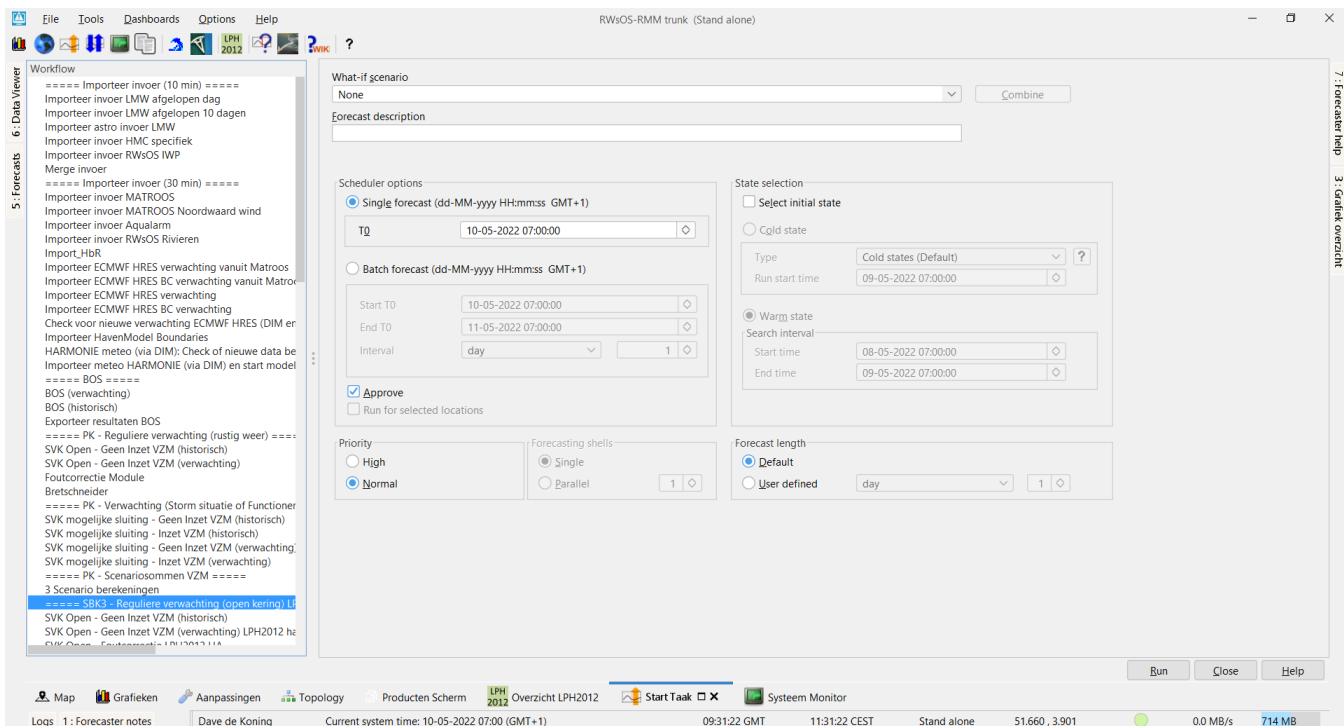 File Tools Dashboards Options Help
RWsOS-RMM trunk (Stand alone)
LPH 2012
WIKI
?
6 : Data Viewer
5 : Forecasts
Workflow
===== Importeer invoer (10 min) =====
Importeer invoer LMW afgelopen dag
Importeer invoer LMW afgelopen 10 dagen
Importeer astro invoer LMW
Importeer invoer HMC specifiek
Importeer invoer RWsOS IWP
Merge invoer
===== Importeer invoer (30 min) =====
Importeer invoer MATROOS
Importeer invoer MATROOS Noordwaard wind
Importeer invoer Aqualarm
Importeer invoer RWsOS Rivieren
Import_HbR
Importeer ECMWF HRES verwachting vanuit Matroos
Importeer ECMWF HRES BC verwachting vanuit Matroo
Importeer ECMWF HRES verwachting
Importeer ECMWF HRES BC verwachting
Check voor nieuwe verwachting ECMWF HRES (DIM en
Importeer HavenModel Boundaries
HARMONIE meteo (via DIM): Check of nieuwe data be
Importeer meteo HARMONIE (via DIM) en start model
===== BOS =====
BOS (verwachting)
BOS (historisch)
Exporteer resultaten BOS
===== PK - Reguliere verwachting (rustig weer) ====
SVK Open - Geen Inzet VZM (historisch)
SVK Open - Geen Inzet VZM (verwachting)
Foutcorrectie Module
Bretschneider
===== PK - Verwachting (Storm situatie of Functioner
SVK mogelijke sluiting - Geen Inzet VZM (historisch)
SVK mogelijke sluiting - Inzet VZM (historisch)
SVK mogelijke sluiting - Geen Inzet VZM (verwachting)
SVK mogelijke sluiting - Inzet VZM (verwachting)
===== PK - Scenariosommen VZM =====
3 Scenario berekeningen
===== SBK3 - Reguliere verwachting (open kering) LP
SVK Open - Geen Inzet VZM (historisch)
SVK Open - Geen Inzet VZM (verwachting) LPH2012 ha
SVK Open - Foutcorrectie LPH2012 HA
What-if scenario
None
Combine
Forecast description
Scheduler options
Single forecast (dd-MM-yyyy HH:mm:ss GMT+1)
T0 10-05-2022 07:00:00
Batch forecast (dd-MM-yyyy HH:mm:ss GMT+1)
Start T0 10-05-2022 07:00:00
End T0 11-05-2022 07:00:00
Interval day 1
Approve
Run for selected locations
State selection
Select initial state
Cold state
Type Cold states (Default) ?
Run start time 09-05-2022 07:00:00
Warm state
Search interval
Start time 08-05-2022 07:00:00
End time 09-05-2022 07:00:00
Priority
High
Normal
Forecasting shells
Single
Parallel 1
Forecast length
Default
User defined day 1
7 : Forecaster help
3 : Grafiek overzicht
Run Close Help
Map Grafieken Aanpassingen Topology Producten Scherm LPH 2012 Overzicht LPH2012 Start Taak Systeem Monitor
Logs 1 : Forecaster notes Dave de Koning Current system time: 10-05-2022 07:00 (GMT+1) 09:31:22 GMT 11:31:22 CEST Stand alone 51.660 , 3.901 0.0 MB/s 714 MB